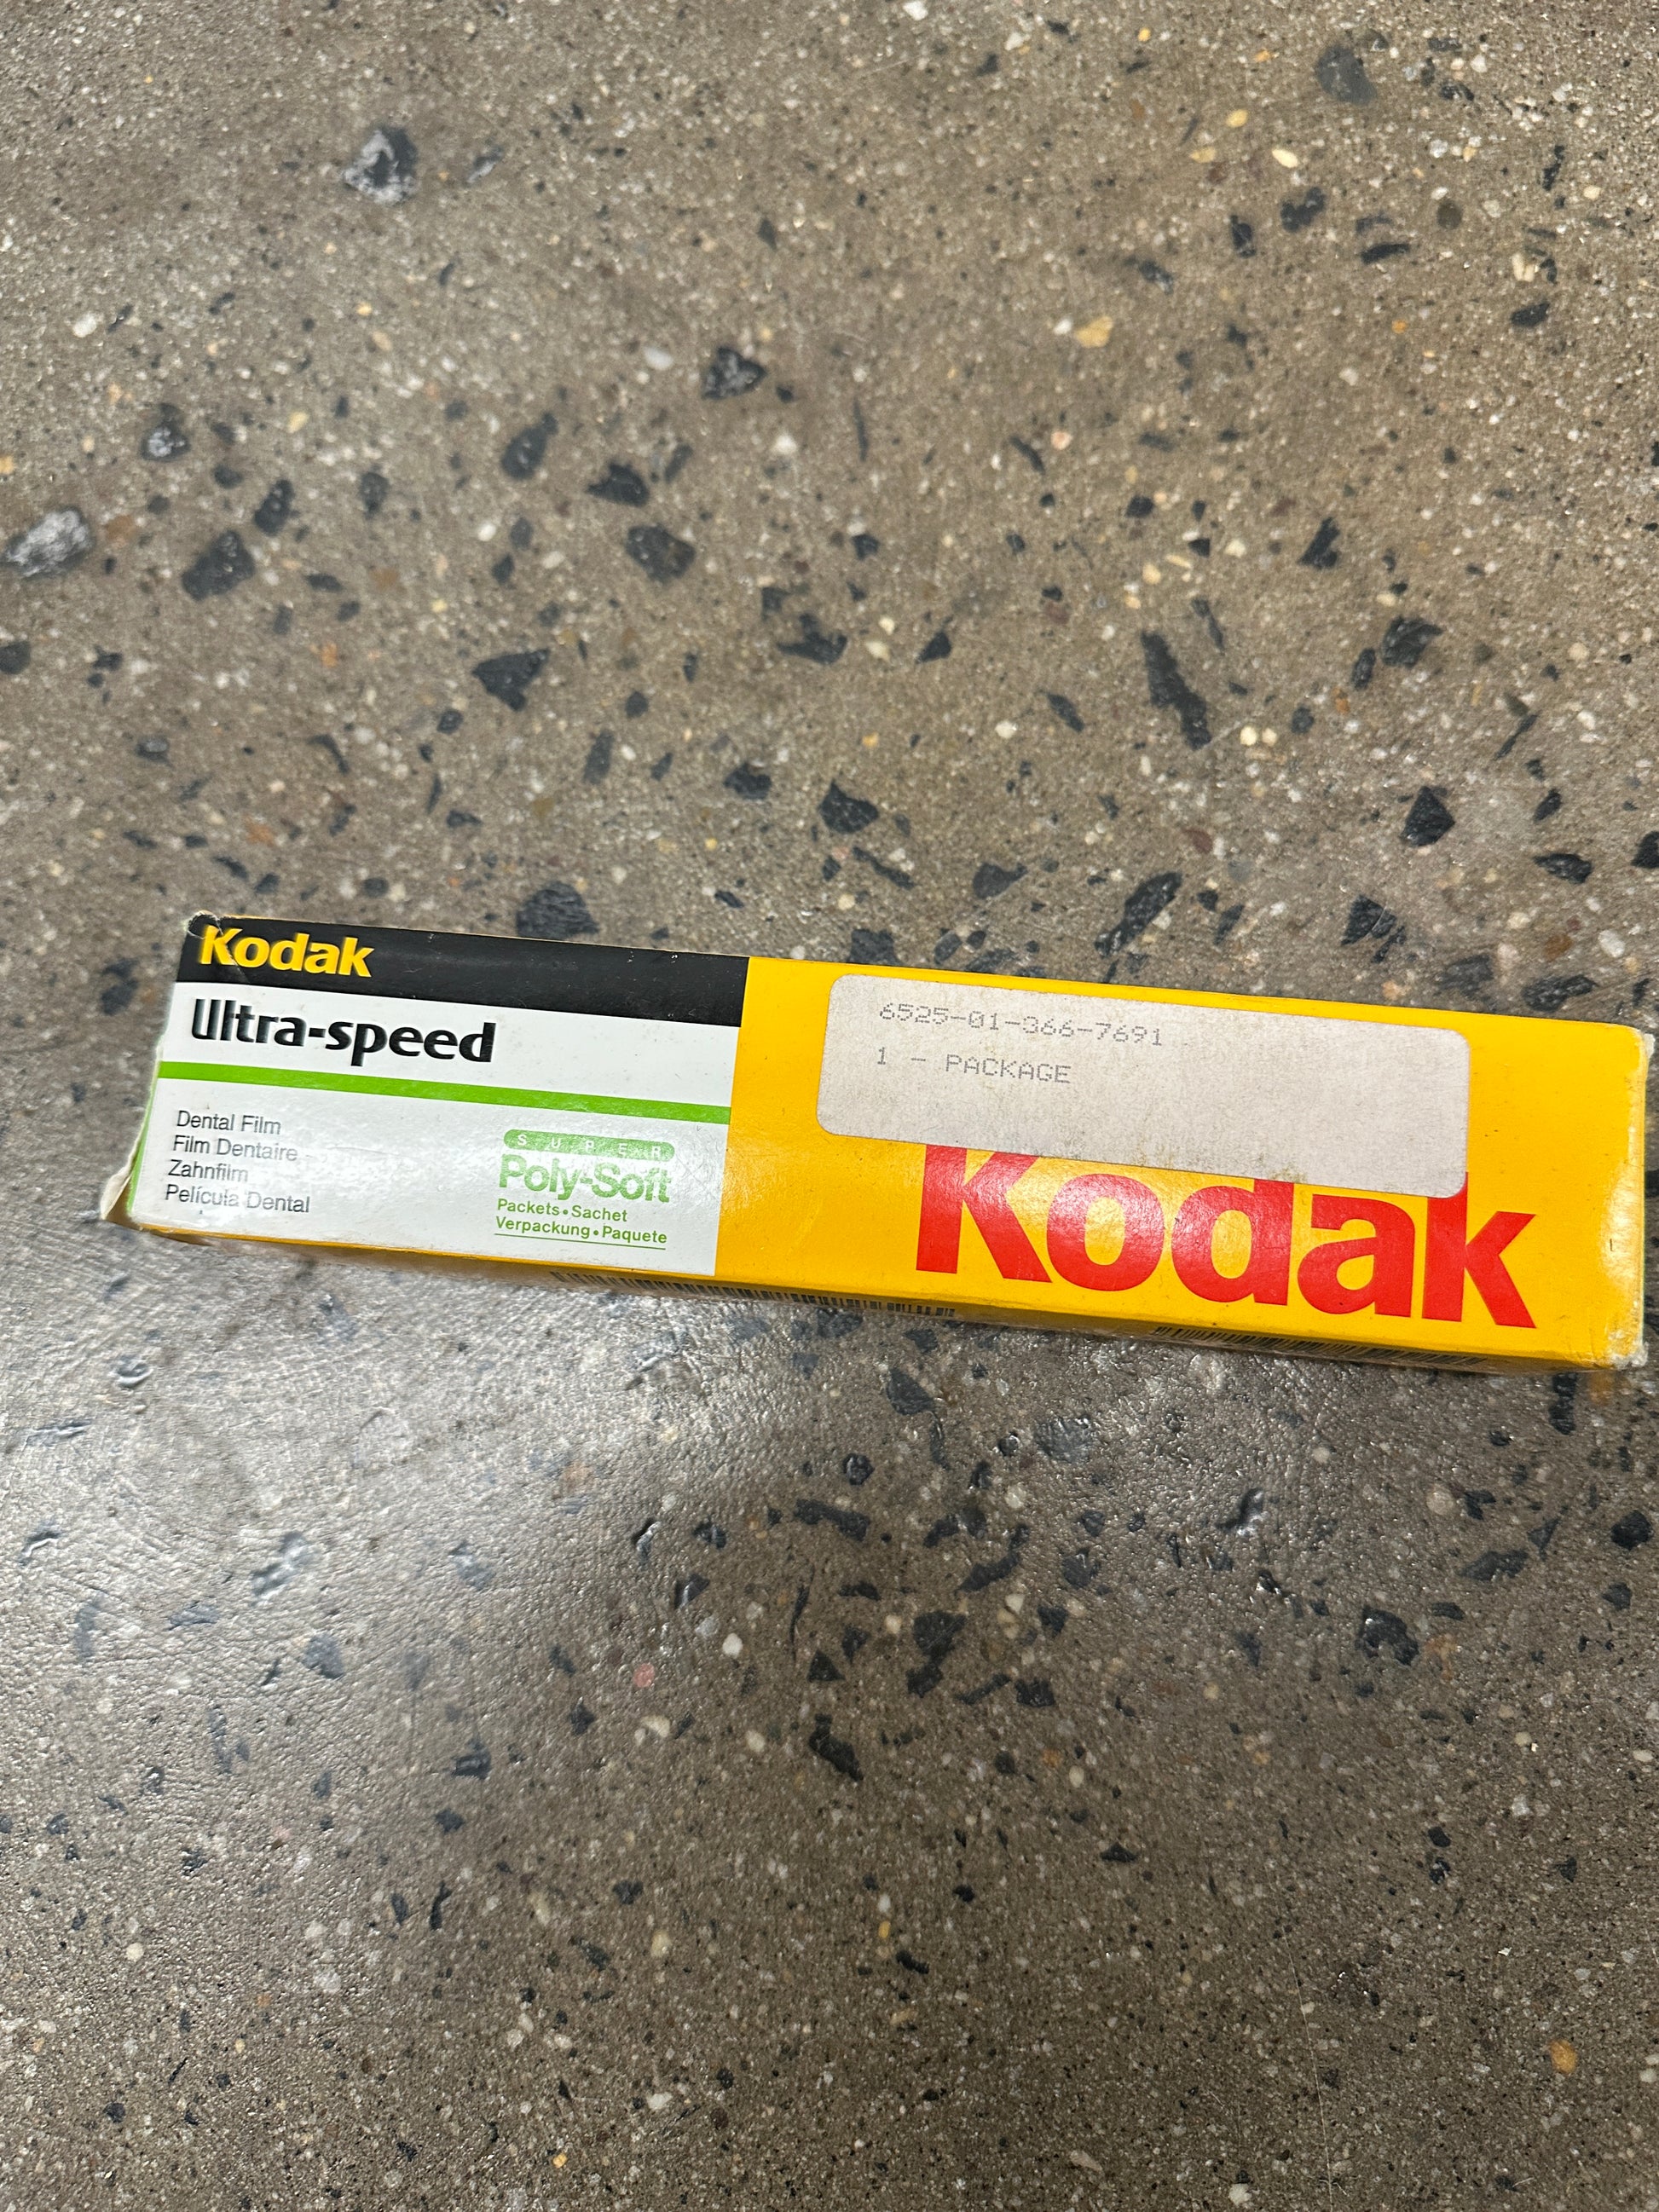 Kodak
Ultra-speed
Dental Film
Film Dentaire
Zahnfilm
Película Dental
SUPER
Poly-Soft
Packets • Sachet
Verpackung • Paquete
6525-01-366-7691
1 - PACKAGE
Kodak